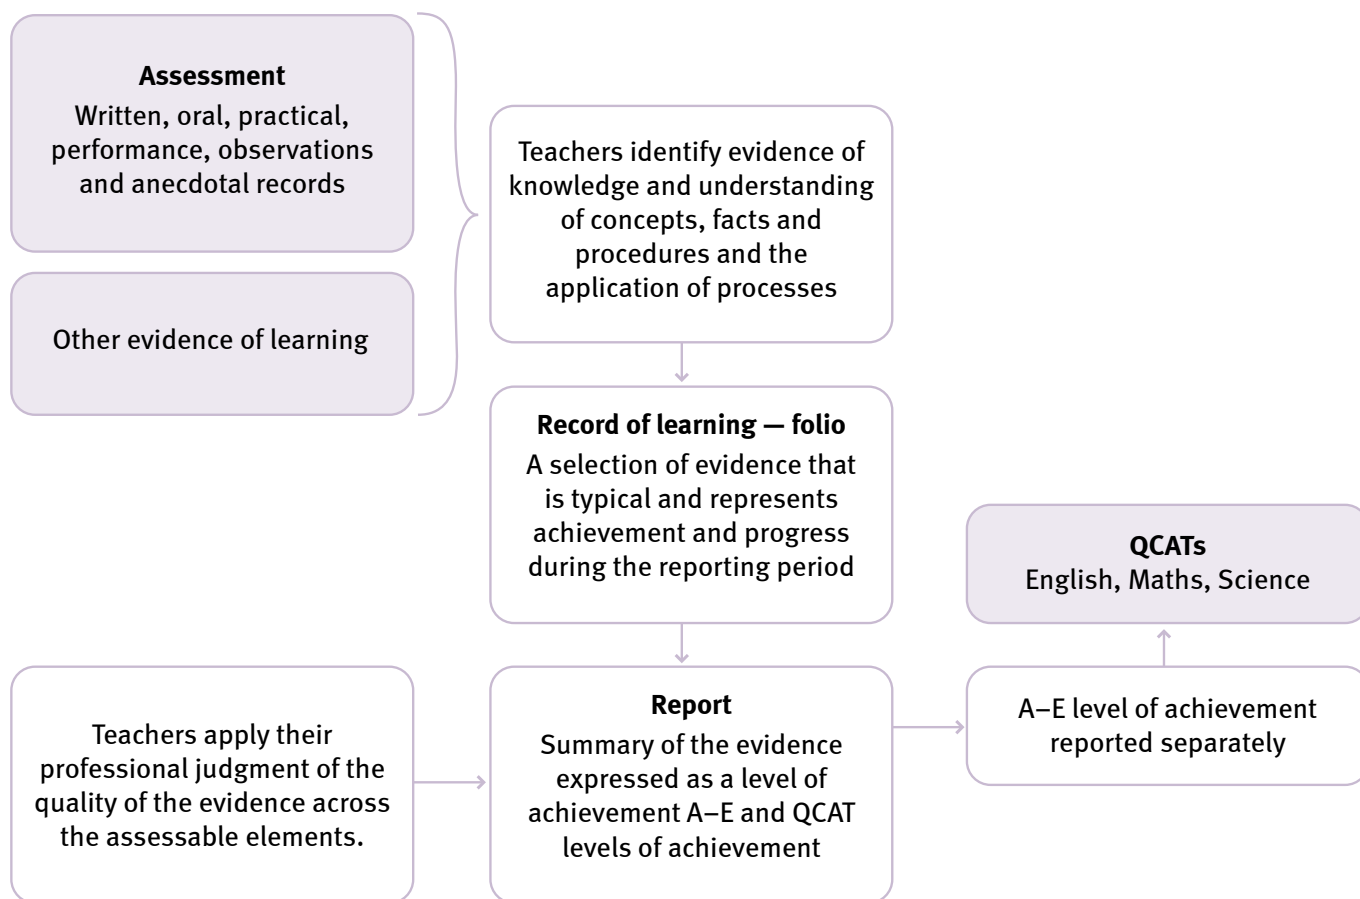 Assessment
Written, oral, practical,
performance, observations
and anecdotal records
Other evidence of learning
Teachers identify evidence of
knowledge and understanding
of concepts, facts and
procedures and the
application of processes
Record of learning — folio
A selection of evidence that
is typical and represents
achievement and progress
during the reporting period
QCATs
English, Maths, Science
Teachers apply their
professional judgment of the
quality of the evidence across
the assessable elements.
Report
Summary of the evidence
expressed as a level of
achievement A–E and QCAT
levels of achievement
A–E level of achievement
reported separately